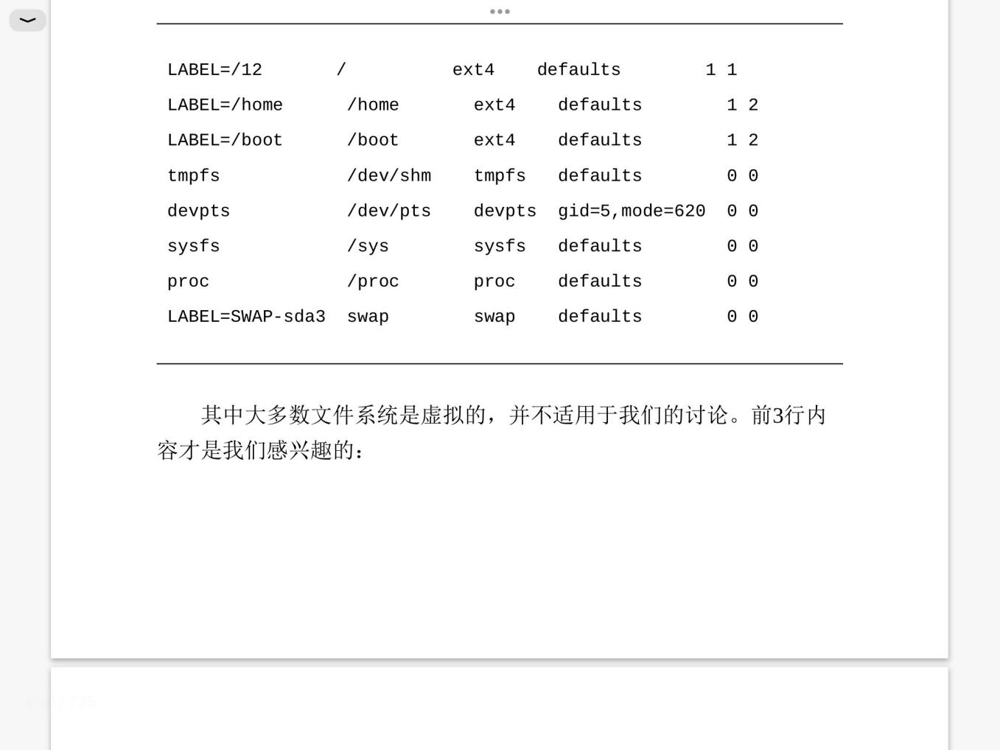 LABEL=/12       /          ext4    defaults        1 1
LABEL=/home      /home       ext4    defaults        1 2
LABEL=/boot      /boot       ext4    defaults        1 2
tmpfs            /dev/shm    tmpfs   defaults        0 0
devpts           /dev/pts    devpts  gid=5,mode=620  0 0
sysfs            /sys        sysfs   defaults        0 0
proc             /proc       proc    defaults        0 0
LABEL=SWAP-sda3  swap        swap    defaults        0 0
其中大多数文件系统是虚拟的，并不适用于我们的讨论。前3行内
容才是我们感兴趣的：